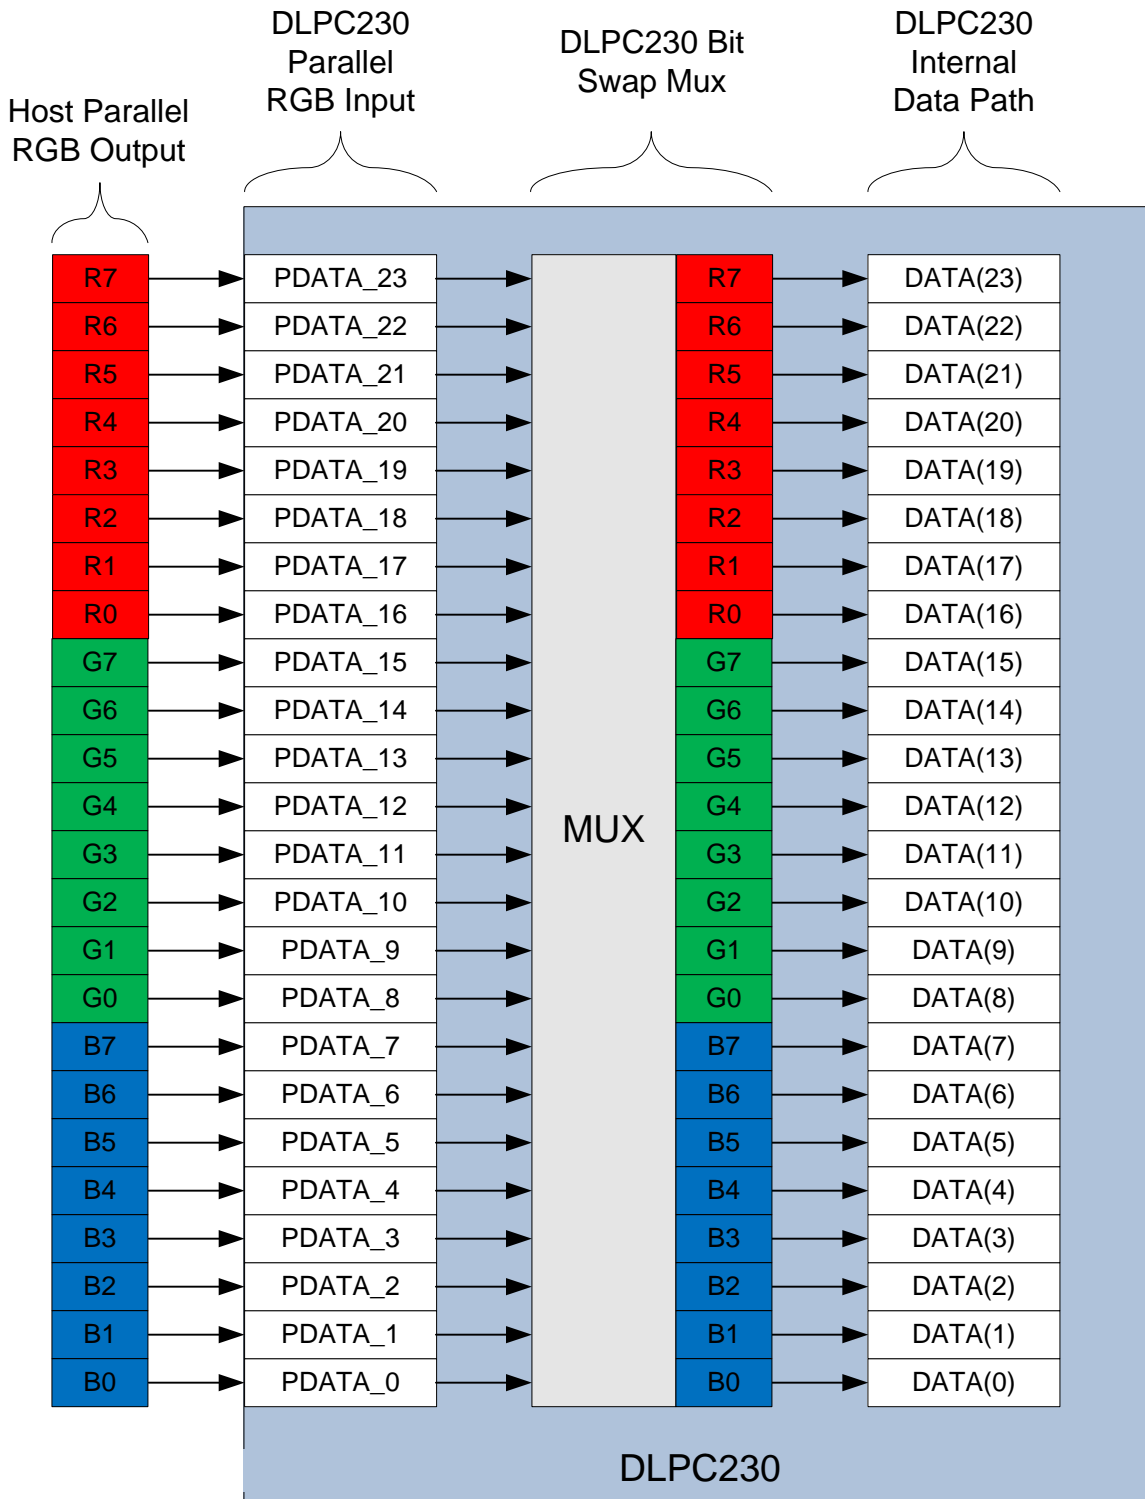 DLPC230
Parallel
RGB Input
DLPC230 Bit
Swap Mux
DLPC230
Internal
Data Path
Host Parallel
RGB Output
R7 PDATA_23 R7 DATA(23)
R6 PDATA_22 R6 DATA(22)
R5 PDATA_21 R5 DATA(21)
R4 PDATA_20 R4 DATA(20)
R3 PDATA_19 R3 DATA(19)
R2 PDATA_18 R2 DATA(18)
R1 PDATA_17 R1 DATA(17)
R0 PDATA_16 R0 DATA(16)
G7 PDATA_15 G7 DATA(15)
G6 PDATA_14 G6 DATA(14)
G5 PDATA_13 G5 DATA(13)
G4 PDATA_12 G4 DATA(12)
MUX
G3 PDATA_11 G3 DATA(11)
G2 PDATA_10 G2 DATA(10)
G1 PDATA_9 G1 DATA(9)
G0 PDATA_8 G0 DATA(8)
B7 PDATA_7 B7 DATA(7)
B6 PDATA_6 B6 DATA(6)
B5 PDATA_5 B5 DATA(5)
B4 PDATA_4 B4 DATA(4)
B3 PDATA_3 B3 DATA(3)
B2 PDATA_2 B2 DATA(2)
B1 PDATA_1 B1 DATA(1)
B0 PDATA_0 B0 DATA(0)
DLPC230